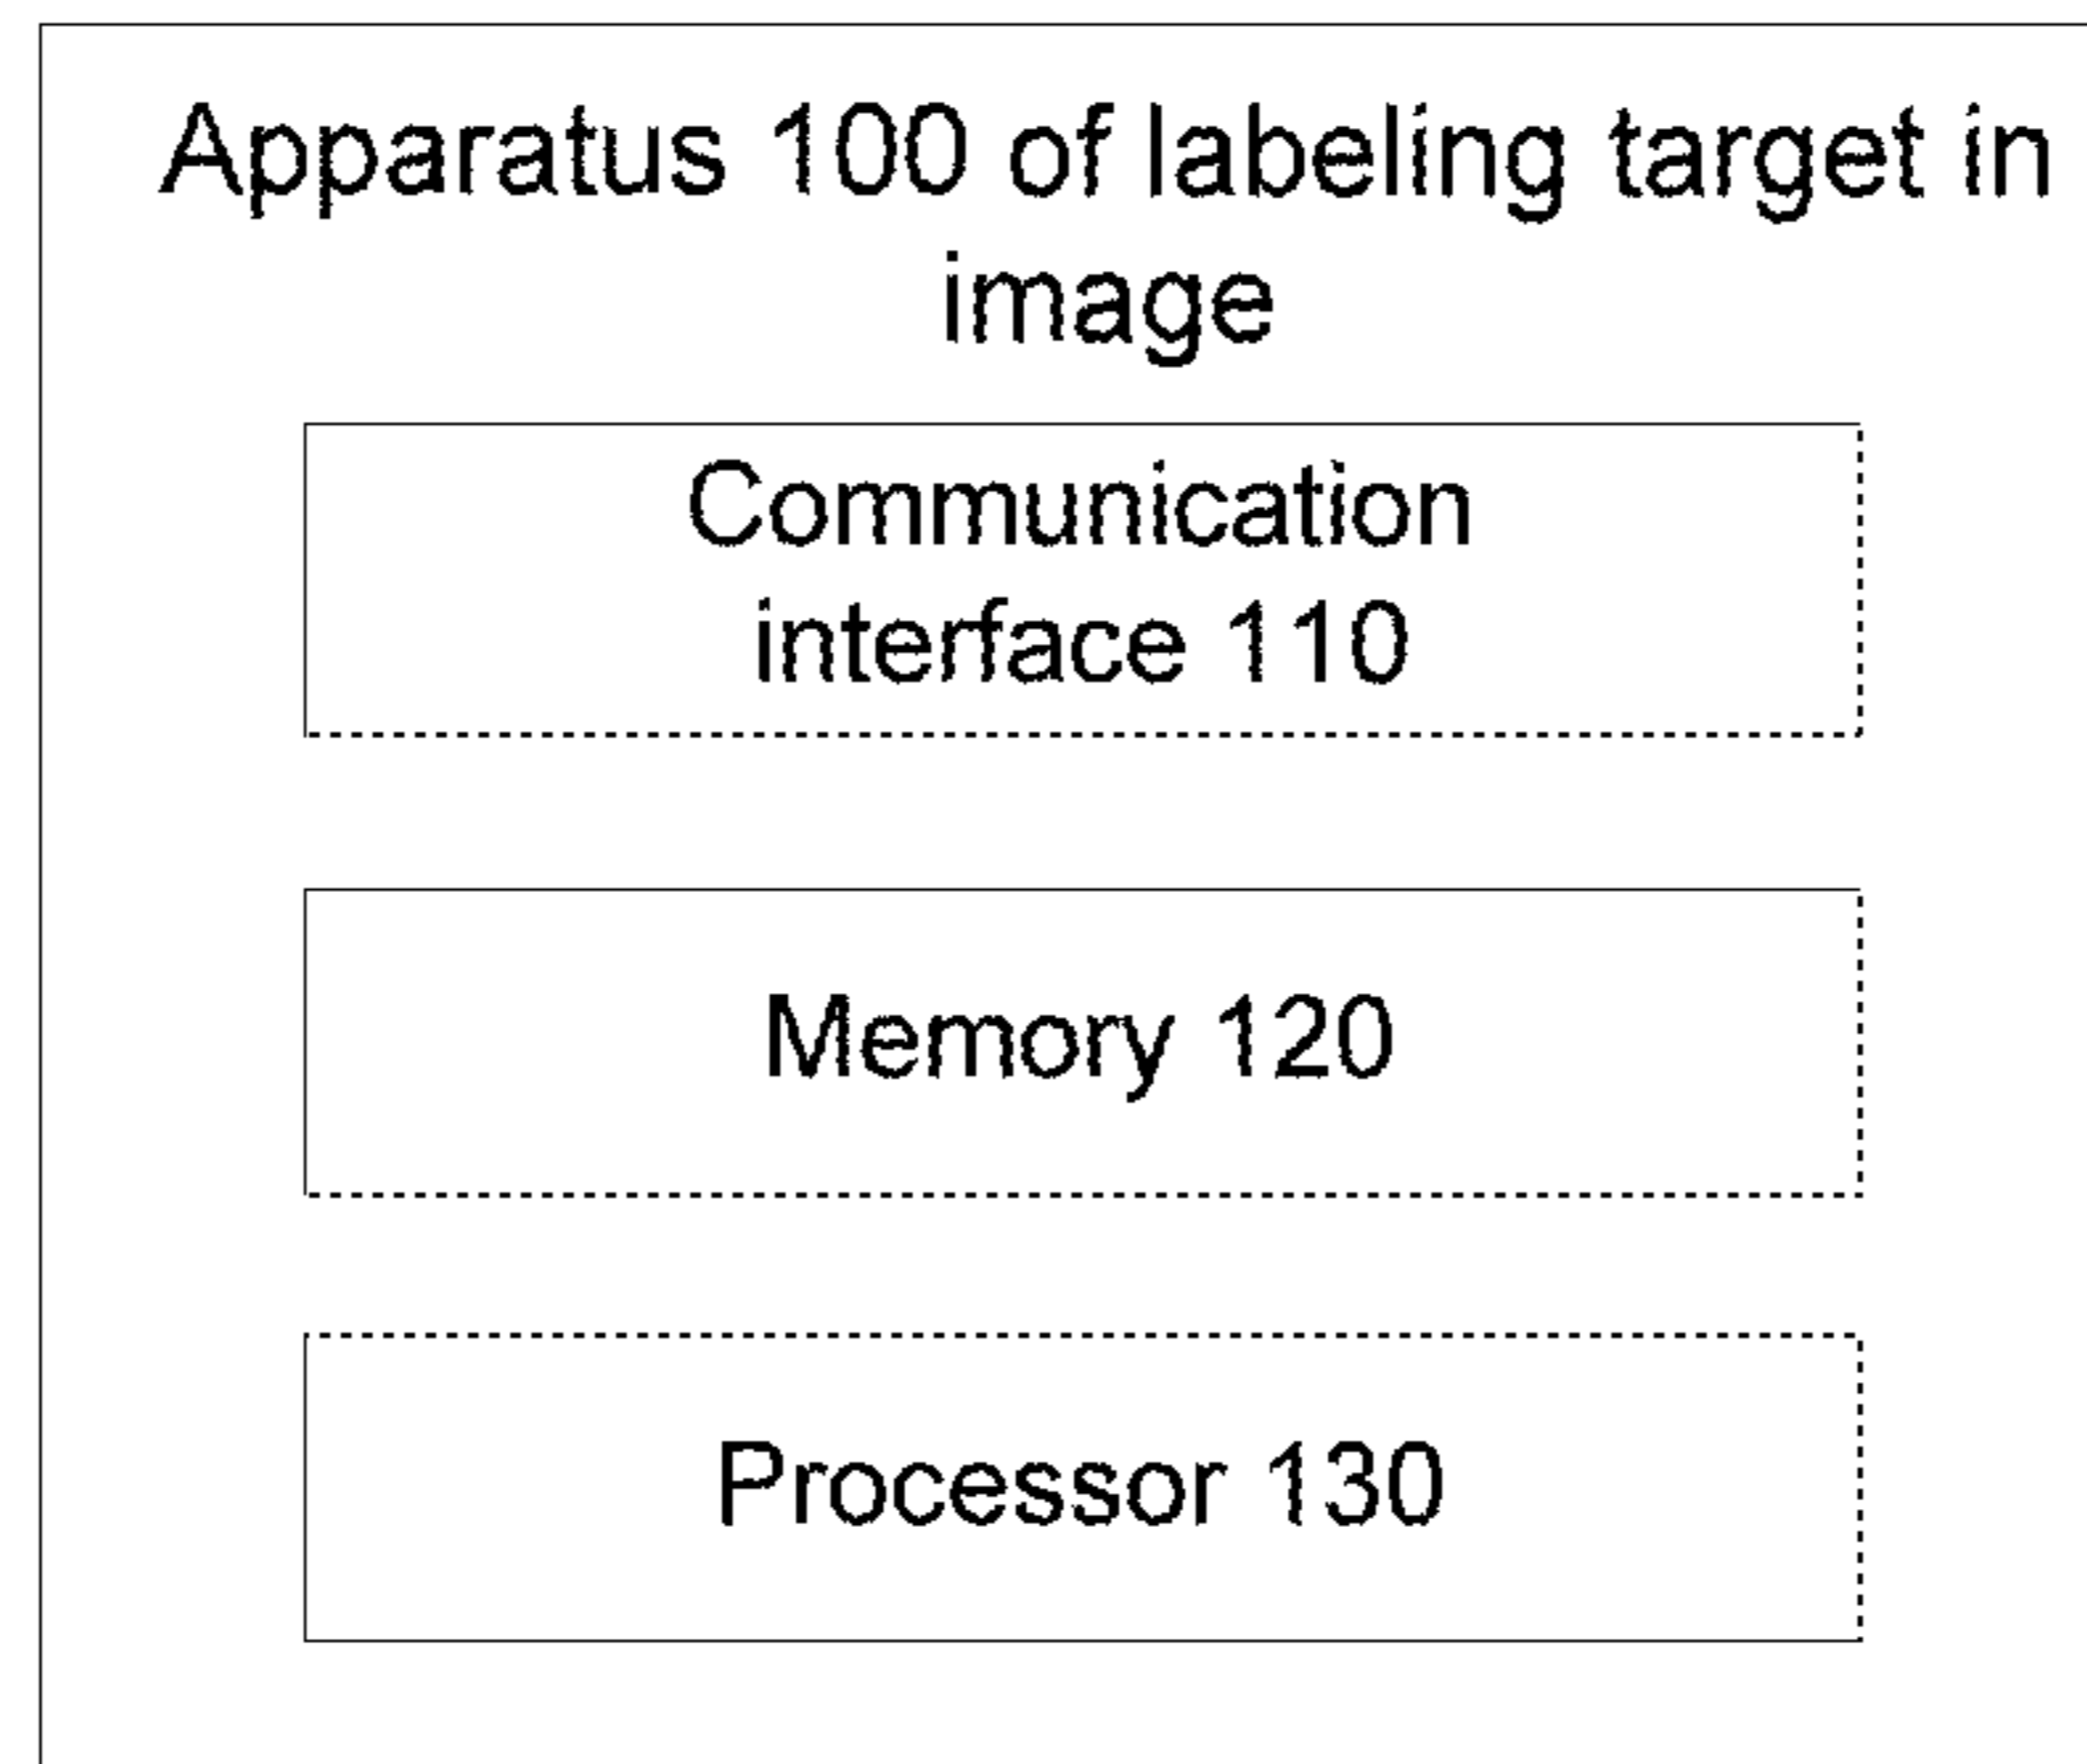 Apparatus 100 of labeling target in
image
Communication
interface 110
Memory 120
Processor 130